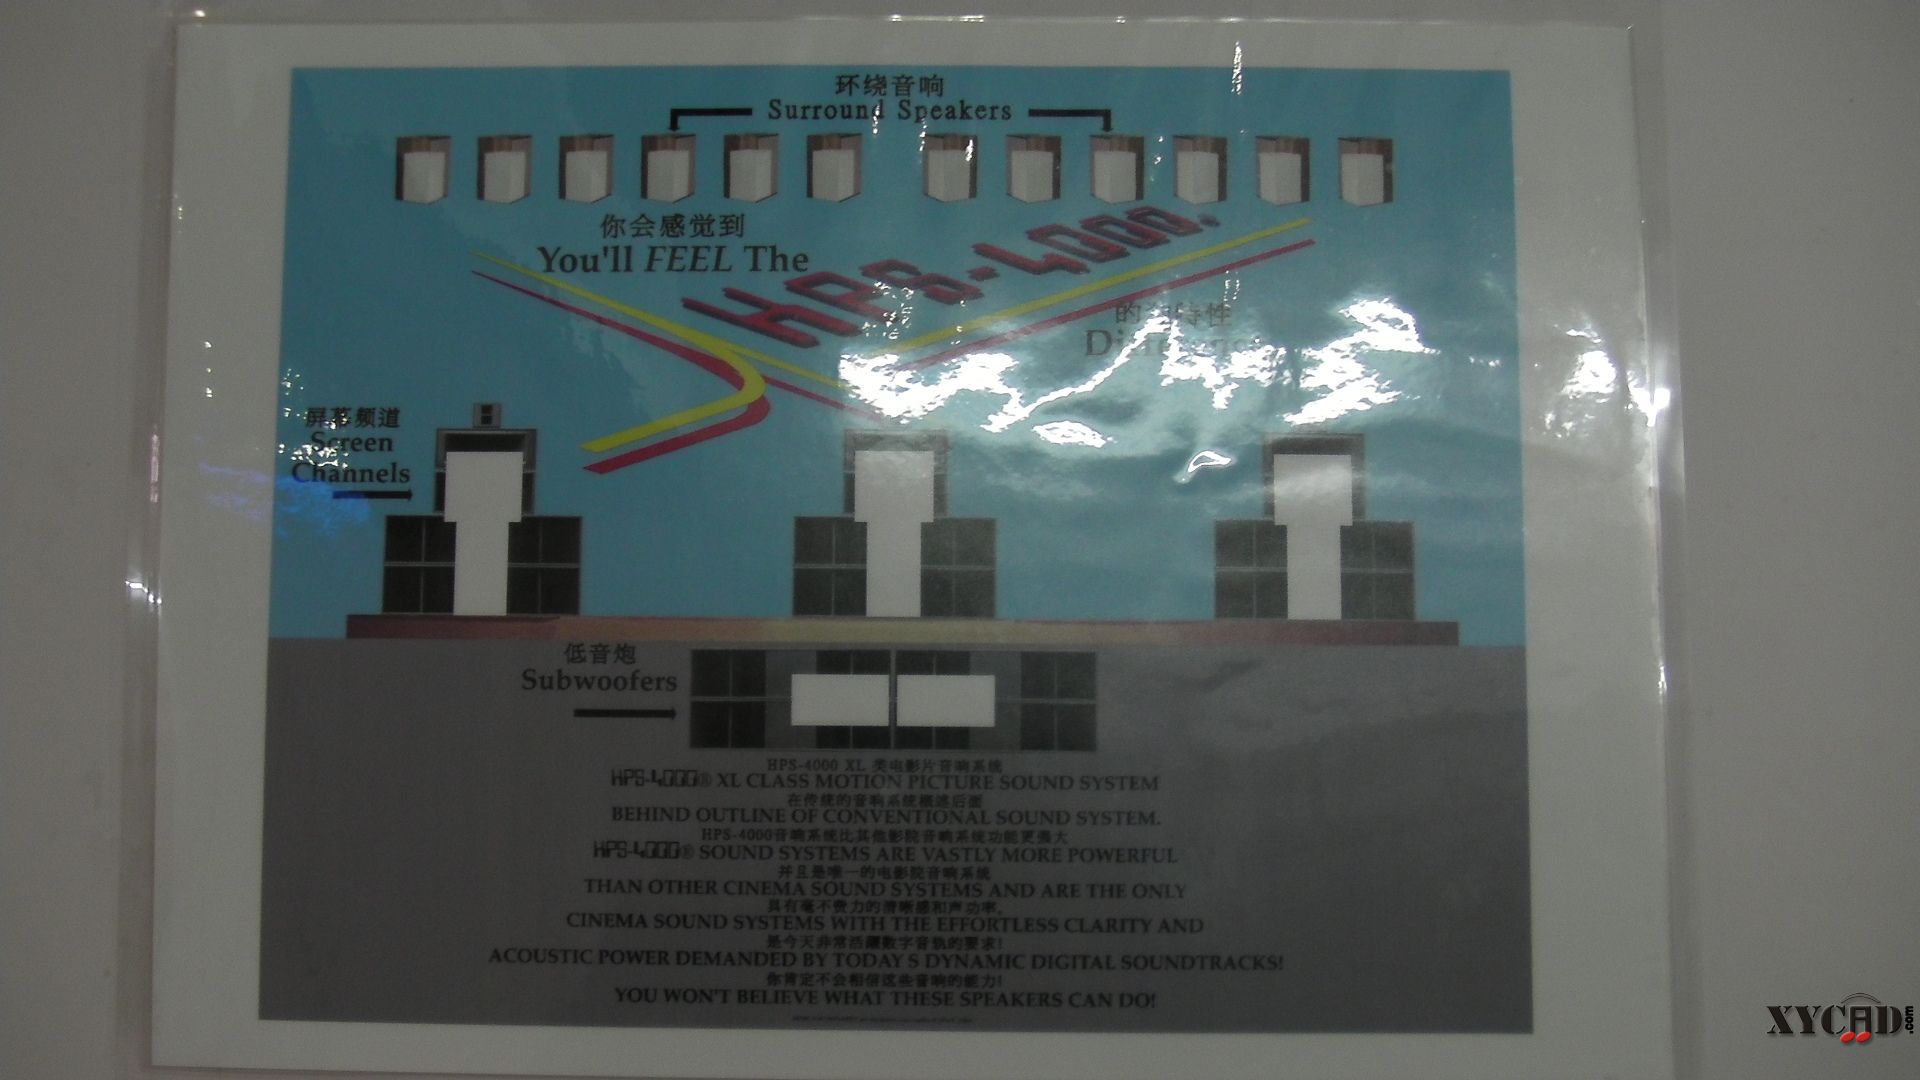 环绕音响
Surround Speakers
你会感觉到
You'll FEEL The
HPS-4000.
屏幕频道
Screen
Channels
低音炮
Subwoofers
HPS-4000 XL 类电影片音响系统
HPS-4000® XL CLASS MOTION PICTURE SOUND SYSTEM
在传统的音响系统概述后面
BEHIND OUTLINE OF CONVENTIONAL SOUND SYSTEM.
HPS-4000音响系统比其他影院音响系统功能更强大
HPS-4000® SOUND SYSTEMS ARE VASTLY MORE POWERFUL
并且是唯一的电影院音响系统
THAN OTHER CINEMA SOUND SYSTEMS AND ARE THE ONLY
具有毫不费力的清晰感和声功率,
CINEMA SOUND SYSTEMS WITH THE EFFORTLESS CLARITY AND
是今天非常活躍数字音轨的要求!
ACOUSTIC POWER DEMANDED BY TODAY'S DYNAMIC DIGITAL SOUNDTRACKS!
你肯定不会相信这些音响的能力!
YOU WON'T BELIEVE WHAT THESE SPEAKERS CAN DO!
XYCAD.com